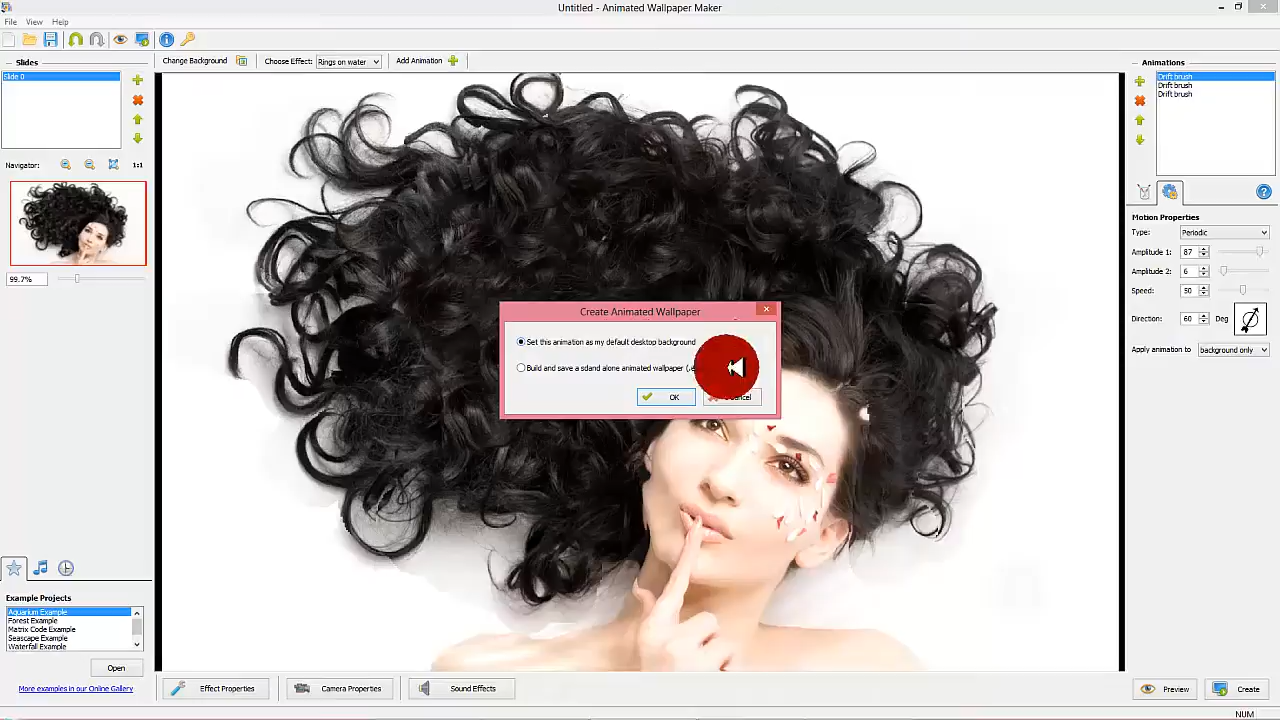 Untitled - Animated Wallpaper Maker
File View Help
Slides
Slide 0
Navigator:
1:1
99.7%
Example Projects
Aquarium Example
Forest Example
Matrix Code Example
Seascape Example
Waterfall Example
Open
More examples in our Online Gallery
Change Background
Choose Effect: Rings on water
Add Animation
Create Animated Wallpaper
Set this animation as my default desktop background
Build and save a sdand alone animated wallpaper
OK
Effect Properties
Camera Properties
Sound Effects
Animations
Drift brush
Drift brush
Drift brush
Motion Properties
Type: Periodic
Amplitude 1: 87
Amplitude 2: 6
Speed: 50
Direction: 60 Deg
Apply animation to background only
Preview
Create
NUM